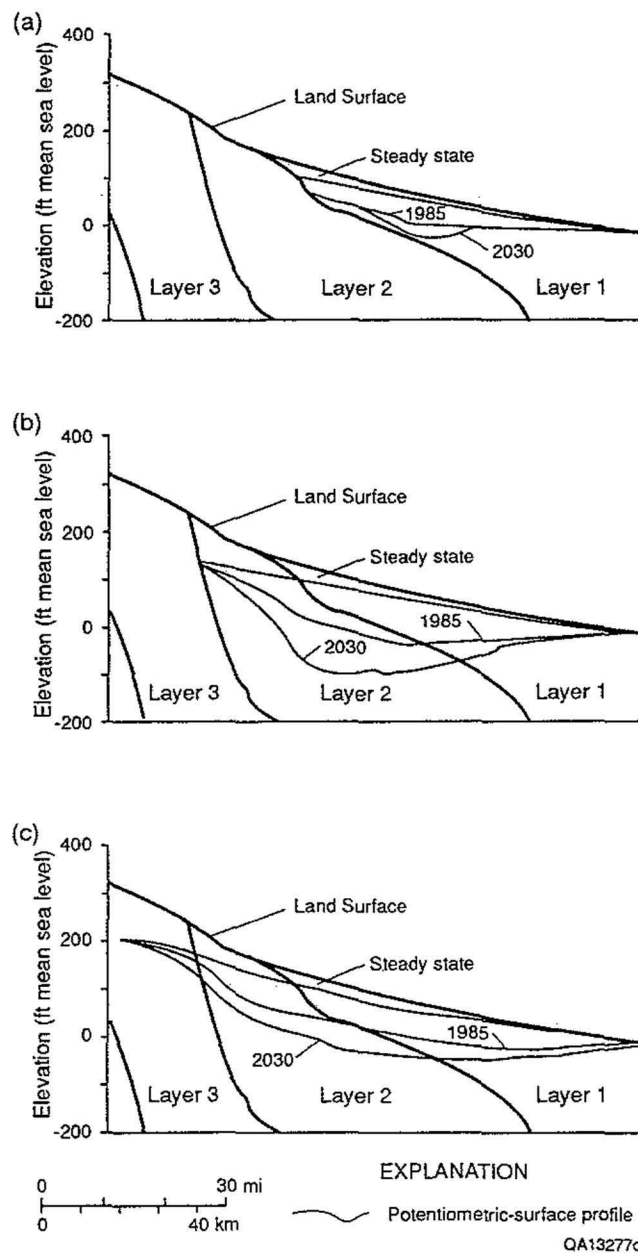 (a)
400
Land Surface
200
Steady state
1985
0
2030
Layer 3
Layer 2
Layer 1
-200
Elevation (ft mean sea level)
(b)
400
Land Surface
200
Steady state
1985
0
2030
Layer 3
Layer 2
Layer 1
-200
Elevation (ft mean sea level)
(c)
400
Land Surface
200
Steady state
1985
0
2030
Layer 3
Layer 2
Layer 1
-200
Elevation (ft mean sea level)
0 30 mi
0 40 km
EXPLANATION
Potentiometric-surface profile
QA13277c